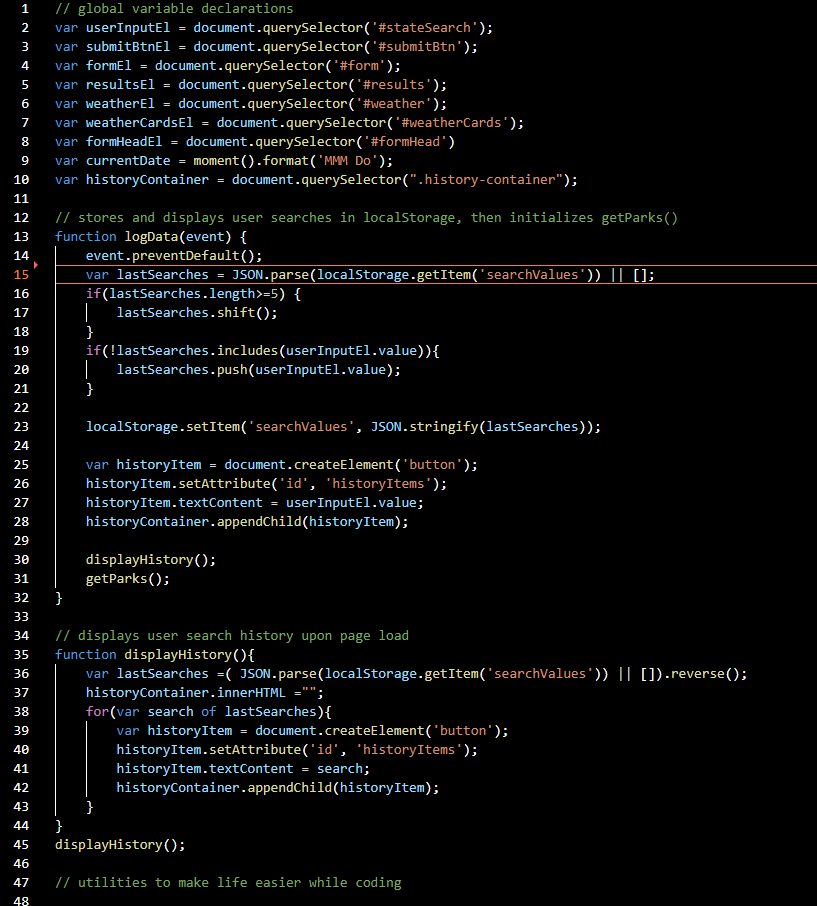 1 // global variable declarations
2 var userInputEl = document.querySelector('#stateSearch');
3 var submitBtnEl = document.querySelector('#submitBtn');
4 var formEl = document.querySelector('#form');
5 var resultsEl = document.querySelector('#results');
6 var weatherEl = document.querySelector('#weather');
7 var weatherCardsEl = document.querySelector('#weatherCards');
8 var formHeadEl = document.querySelector('#formHead')
9 var currentDate = moment().format('MMM Do');
10 var historyContainer = document.querySelector(".history-container");
11
12 // stores and displays user searches in localStorage, then initializes getParks()
13 function logData(event) {
14     event.preventDefault();
15     var lastSearches = JSON.parse(localStorage.getItem('searchValues')) || [];
16     if(lastSearches.length>=5) {
17         lastSearches.shift();
18     }
19     if(!lastSearches.includes(userInputEl.value)){
20         lastSearches.push(userInputEl.value);
21     }
22
23     localStorage.setItem('searchValues', JSON.stringify(lastSearches));
24
25     var historyItem = document.createElement('button');
26     historyItem.setAttribute('id', 'historyItems');
27     historyItem.textContent = userInputEl.value;
28     historyContainer.appendChild(historyItem);
29
30     displayHistory();
31     getParks();
32 }
33
34 // displays user search history upon page load
35 function displayHistory(){
36     var lastSearches =( JSON.parse(localStorage.getItem('searchValues')) || []).reverse();
37     historyContainer.innerHTML ="";
38     for(var search of lastSearches){
39         var historyItem = document.createElement('button');
40         historyItem.setAttribute('id', 'historyItems');
41         historyItem.textContent = search;
42         historyContainer.appendChild(historyItem);
43     }
44 }
45 displayHistory();
46
47 // utilities to make life easier while coding
48